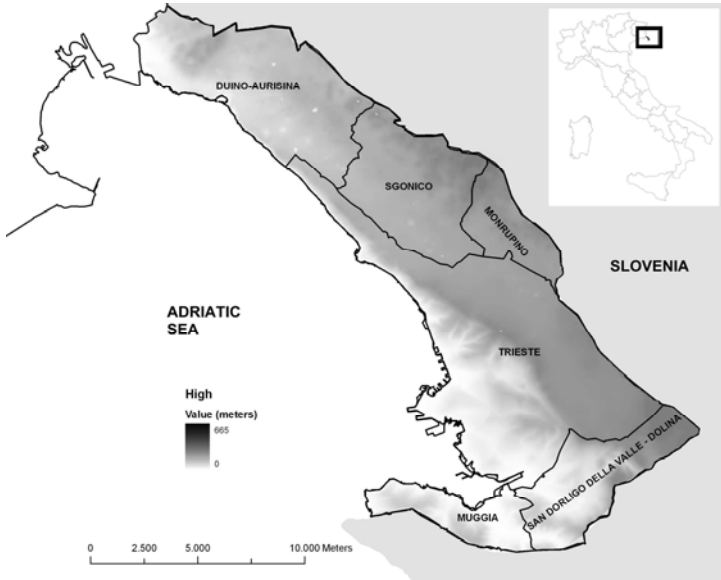 DUINO-AURISINA
SGONICO
MONRUPINO
SLOVENIA
ADRIATIC
SEA
TRIESTE
High
Value (meters)
665
0
SAN DORLIGO DELLA VALLE - DOLINA
MUGGIA
0 2.500 5.000 10.000 Meters